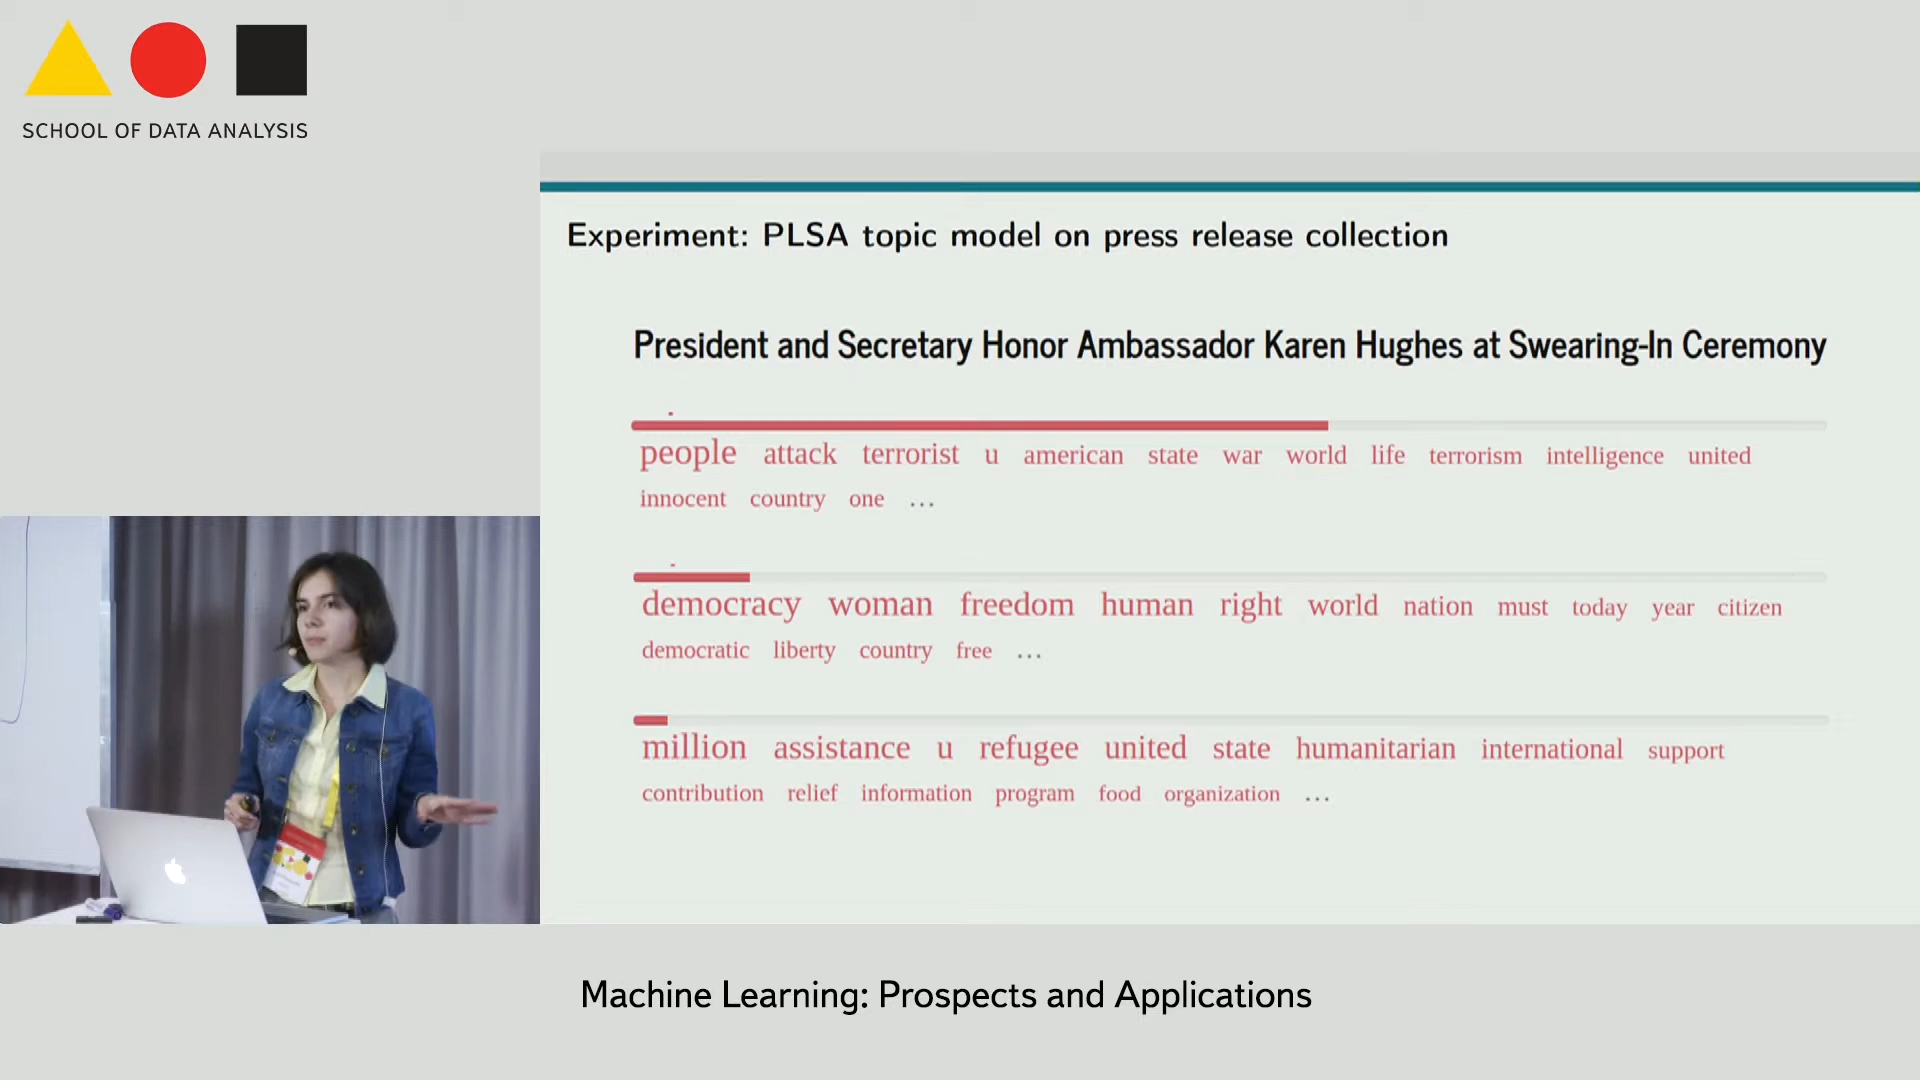 SCHOOL OF DATA ANALYSIS
Experiment: PLSA topic model on press release collection
President and Secretary Honor Ambassador Karen Hughes at Swearing-In Ceremony
people attack terrorist u american state war world life terrorism intelligence united
innocent country one ...
democracy woman freedom human right world nation must today year citizen
democratic liberty country free ...
million assistance u refugee united state humanitarian international support
contribution relief information program food organization ...
Machine Learning: Prospects and Applications